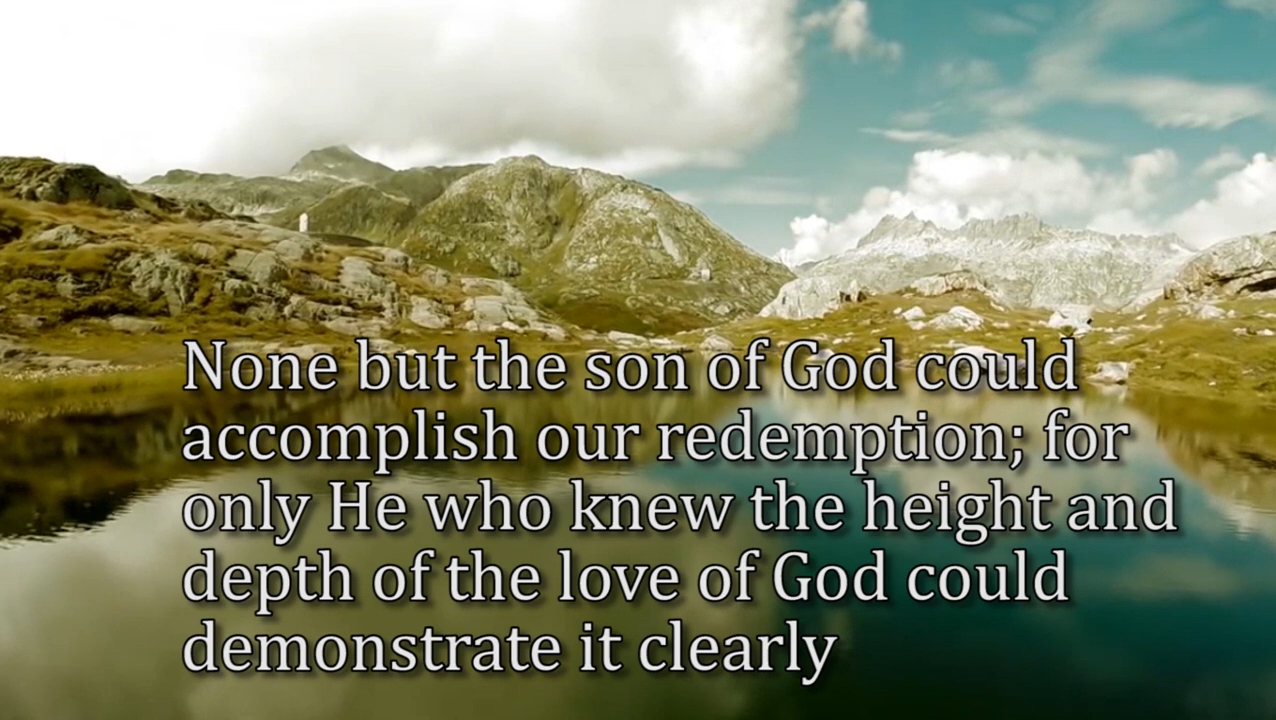 None but the son of God could
accomplish our redemption; for
only He who knew the height and
depth of the love of God could
demonstrate it clearly